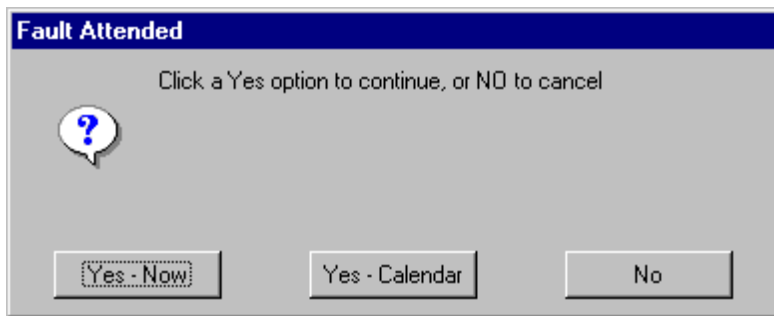 Fault Attended
Click a Yes option to continue, or NO to cancel
?
Yes - Now
Yes - Calendar
No